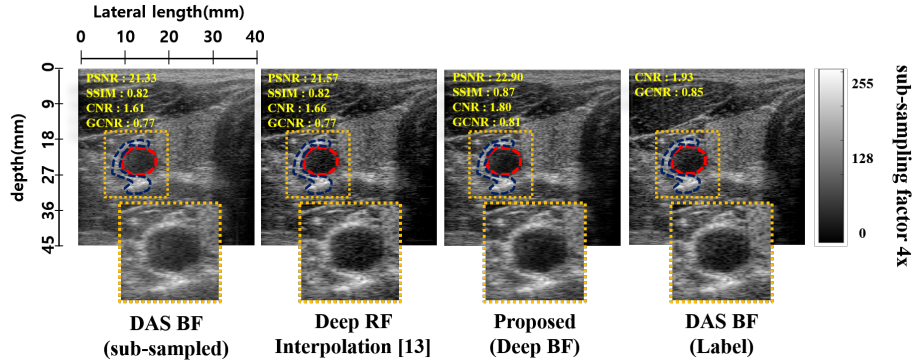 Lateral length(mm)
0 10 20 30 40
depth(mm)
0
9
18
27
36
45
PSNR : 21.33
SSIM : 0.82
CNR : 1.61
GCNR : 0.77
PSNR : 21.57
SSIM : 0.82
CNR : 1.66
GCNR : 0.77
PSNR : 22.90
SSIM : 0.87
CNR : 1.80
GCNR : 0.81
CNR : 1.93
GCNR : 0.85
255
128
0
sub-sampling factor 4x
DAS BF
(sub-sampled)
Deep RF
Interpolation [13]
Proposed
(Deep BF)
DAS BF
(Label)